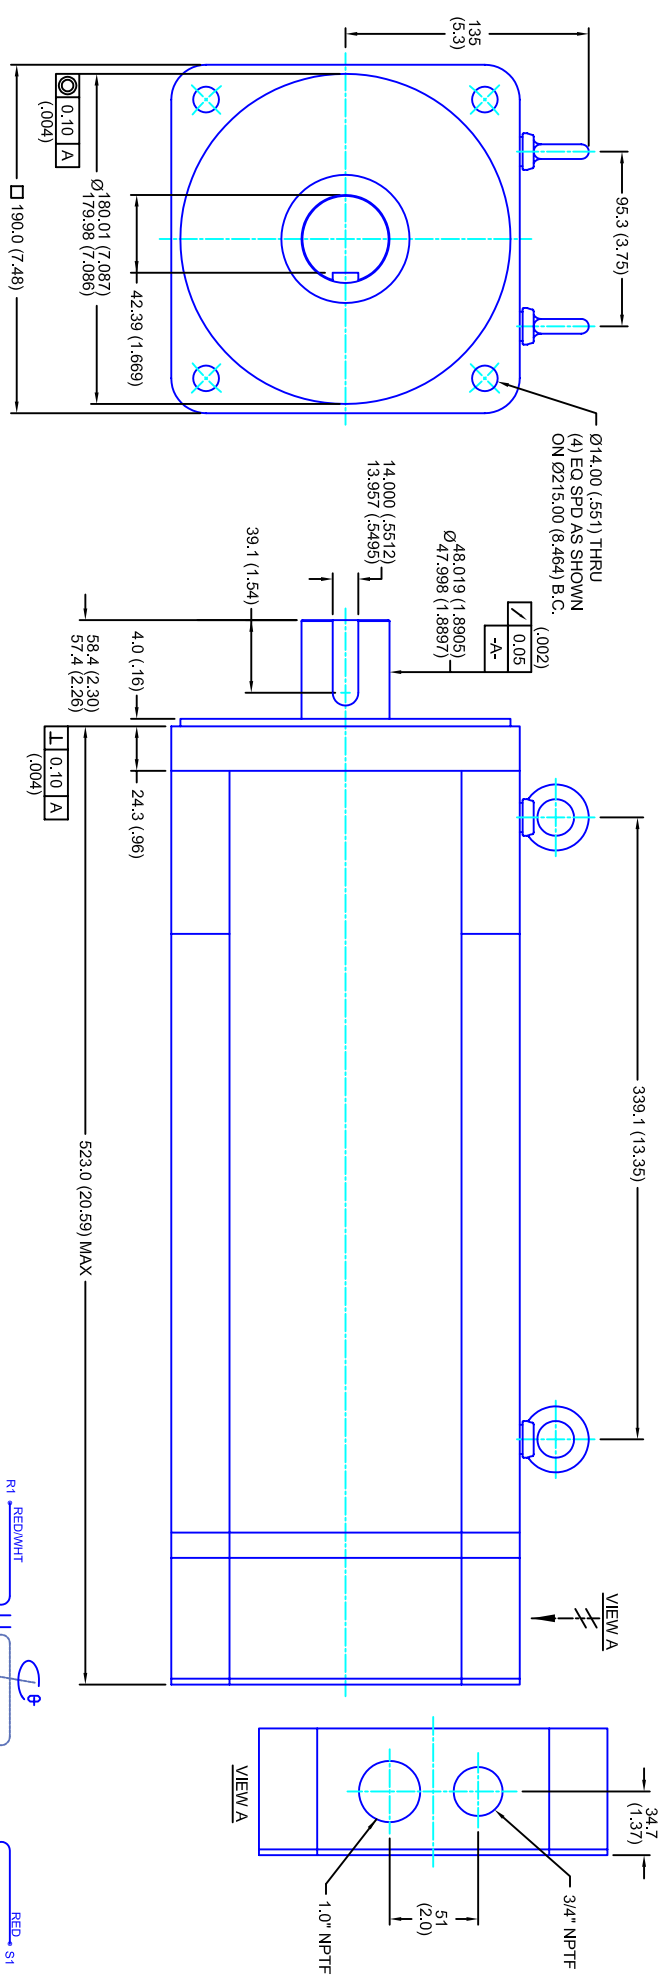 135
(5.3)
95.3 (3.75)
Ø14.00 (.551) THRU
(4) EQ SPD AS SHOWN
ON Ø215.00 (8.464) B.C.
42.39 (1.669)
Ø180.01 (7.087)
179.98 (7.086)
◎ 0.10 A
(.004)
□ 190.0 (7.48)
(.002)
0.05
-A-
Ø48.019 (1.8905)
47.998 (1.8897)
14.000 (.5512)
13.957 (.5495)
39.1 (1.54)
4.0 (.16)
58.4 (2.30)
57.4 (2.26)
24.3 (.96)
⊥ 0.10 A
(.004)
339.1 (13.35)
523.0 (20.59) MAX
VIEW A
34.7
(1.37)
3/4" NPTF
51
(2.0)
1.0" NPTF
VIEW A
R1
RED/WHT
θ
RED
S1